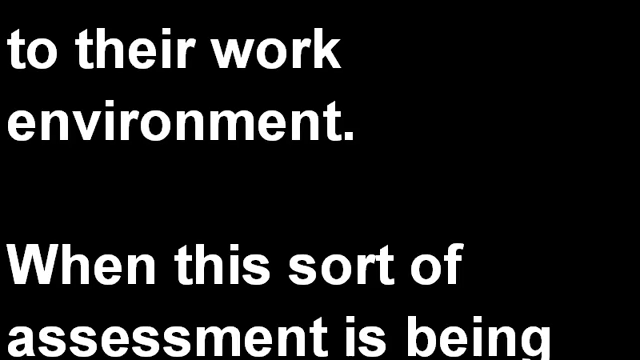 to their work
environment.
When this sort of
assessment is being